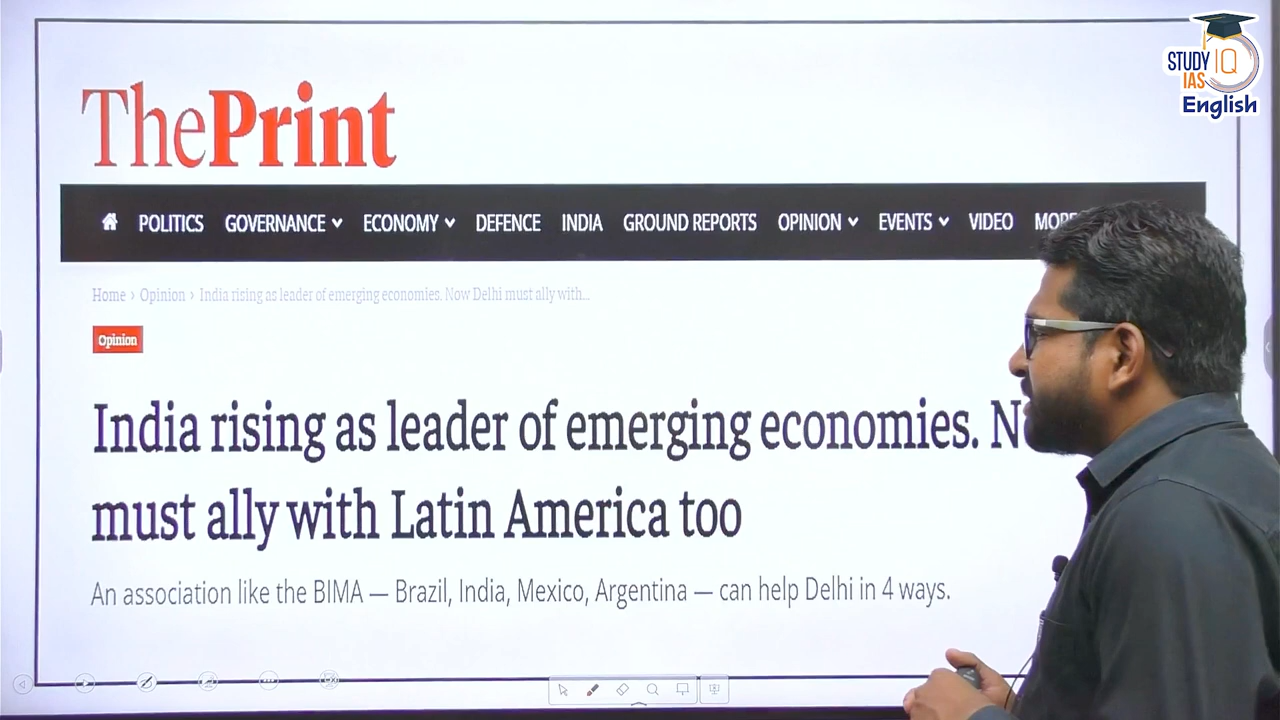 STUDY IQ
IAS
English
ThePrint
POLITICS GOVERNANCE ECONOMY DEFENCE INDIA GROUND REPORTS OPINION EVENTS VIDEO MORE
Home › Opinion › India rising as leader of emerging economies. Now Delhi must ally with...
Opinion
India rising as leader of emerging economies.
must ally with Latin America too
An association like the BIMA — Brazil, India, Mexico, Argentina — can help Delhi in 4 ways.